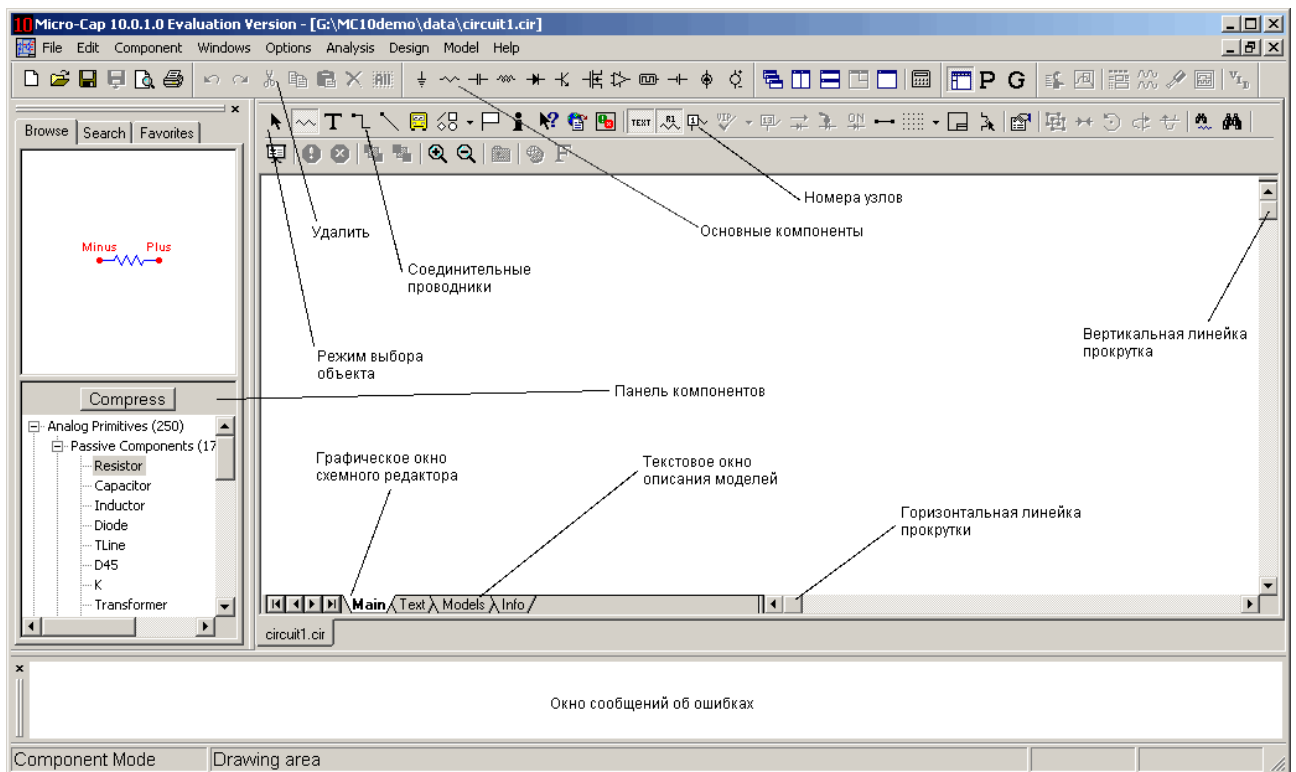 10 Micro-Cap 10.0.1.0 Evaluation Version - [G:\MC10demo\data\circuit1.cir]
File Edit Component Windows Options Analysis Design Model Help
P G
Browse Search Favorites
T TEXT R1
F
Номера узлов
Удалить
Основные компоненты
Minus Plus
Соединительные
проводники
Вертикальная линейка
прокрутка
Режим выбора
объекта
Панель компонентов
Compress
Analog Primitives (250)
Passive Components (17
Resistor
Capacitor
Inductor
Diode
TLine
D45
K
Transformer
Графическое окно
схемного редактора
Текстовое окно
описания моделей
Горизонтальная линейка
прокрутки
Main Text Models Info
circuit1.cir
Окно сообщений об ошибках
Component Mode Drawing area